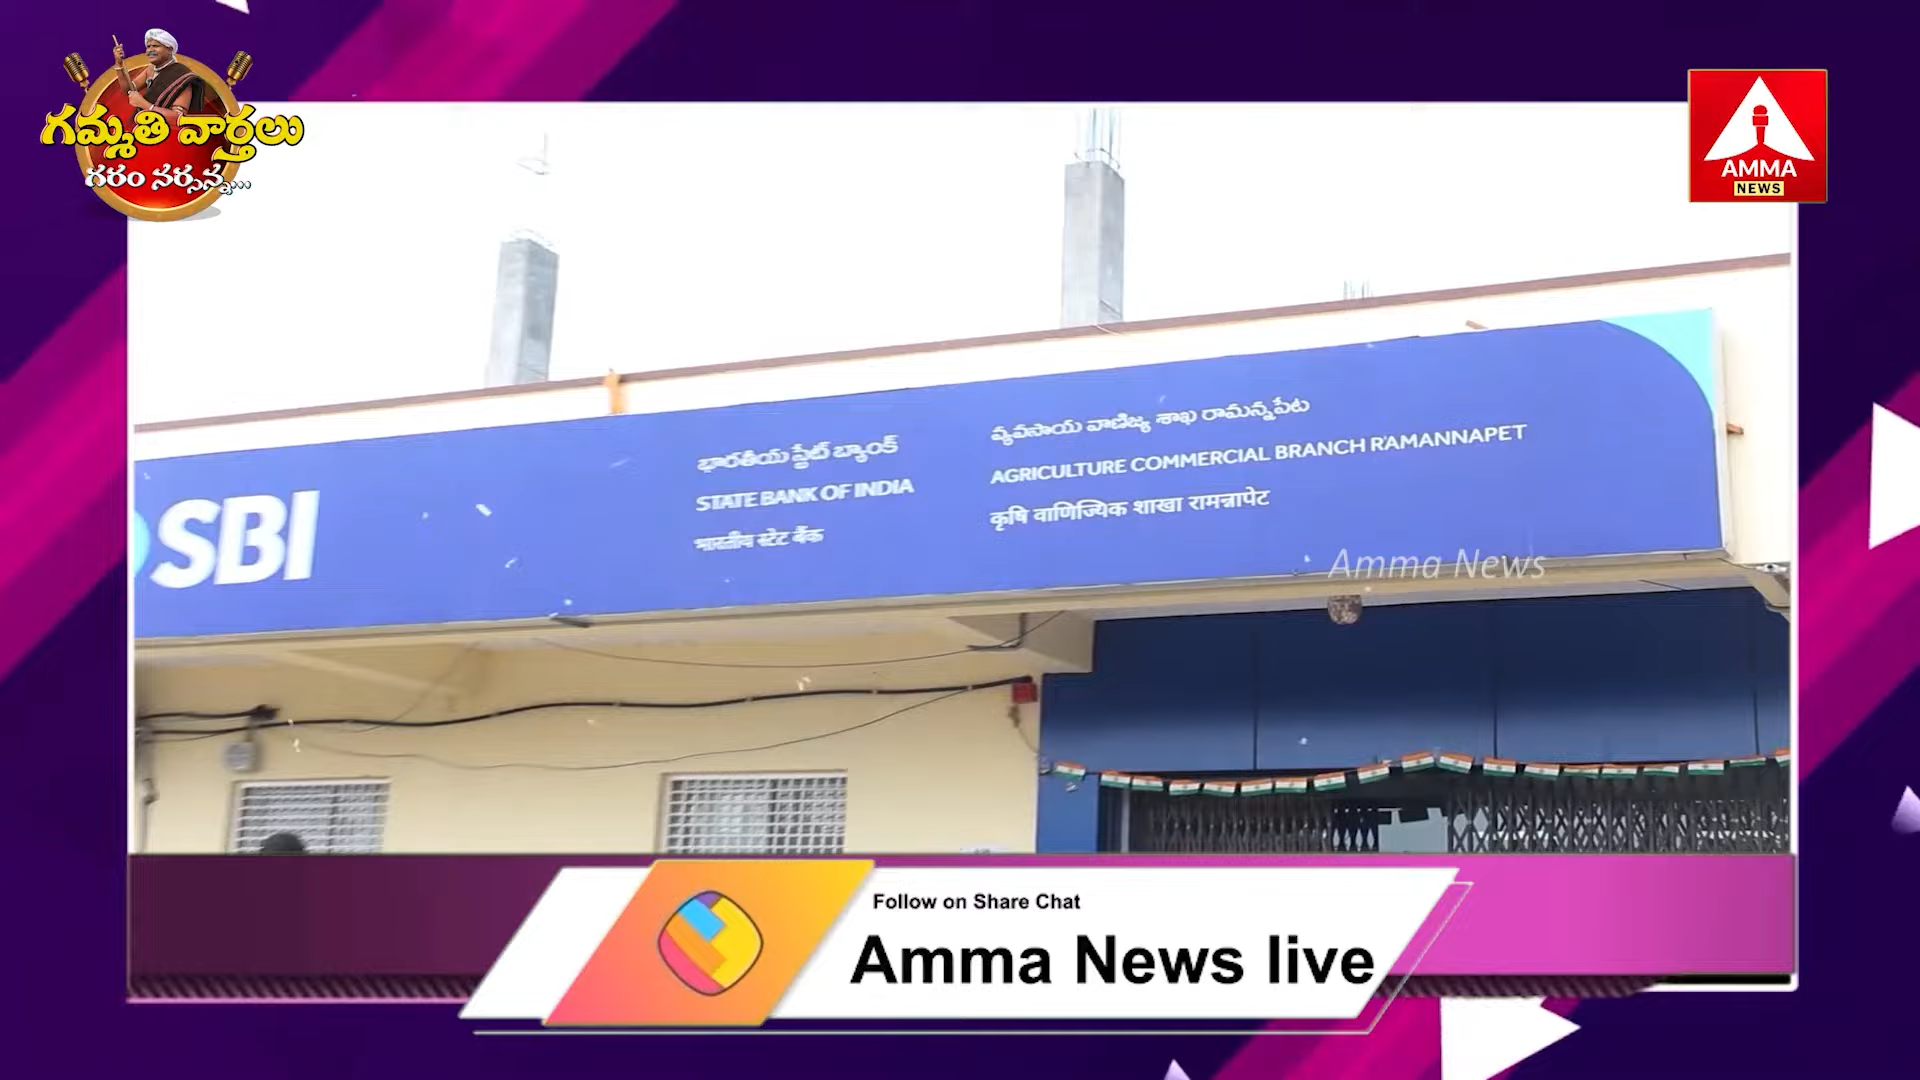 గమ్మతి వార్తలు
గరం నర్సన్న...
AMMA
NEWS
SBI
భారతీయ స్టేట్ బ్యాంక్
STATE BANK OF INDIA
भारतीय स्टेट बैंक
వ్యవసాయ వాణిజ్య శాఖ రామన్నపేట
AGRICULTURE COMMERCIAL BRANCH RAMANNAPET
कृषि वाणिज्यिक शाखा रामन्नापेट
Amma News
Follow on Share Chat
Amma News live